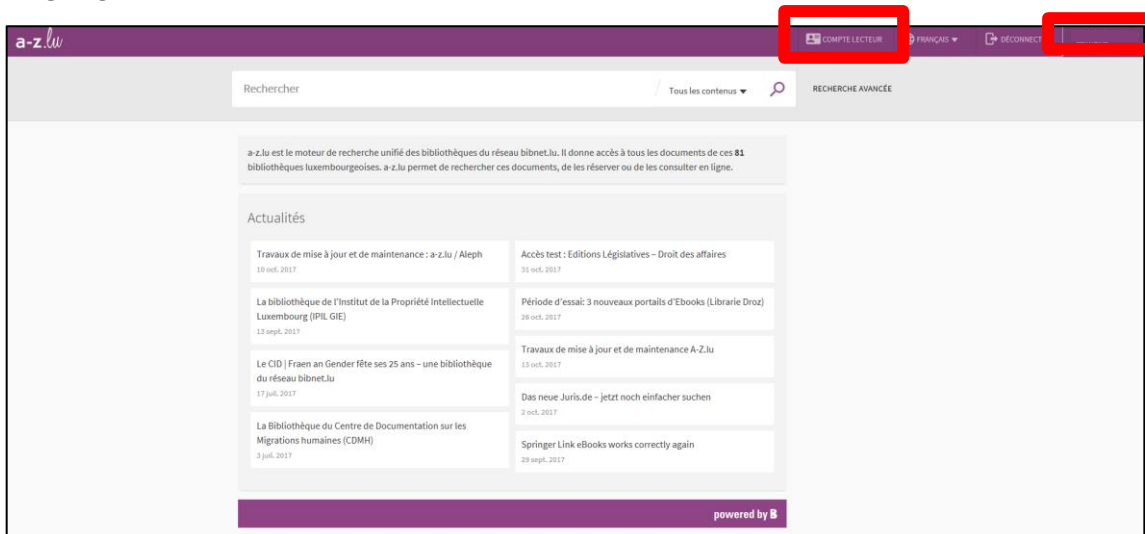 a-z.lu
COMPTE LECTEUR
FRANÇAIS
Rechercher
Tous les contenus
RECHERCHE AVANCÉE
a-z.lu est le moteur de recherche unifié des bibliothèques du réseau bibnet.lu. Il donne accès à tous les documents de ces 81
bibliothèques luxembourgeoises. a-z.lu permet de rechercher ces documents, de les réserver ou de les consulter en ligne.
Actualités
Travaux de mise à jour et de maintenance : a-z.lu / Aleph
10 oct. 2017
La bibliothèque de l'Institut de la Propriété Intellectuelle
Luxembourg (IPIL GIE)
13 sept. 2017
Le CID | Fraen an Gender fête ses 25 ans – une bibliothèque
du réseau bibnet.lu
17 juil. 2017
La Bibliothèque du Centre de Documentation sur les
Migrations humaines (CDMH)
3 juil. 2017
Accès test : Editions Législatives – Droit des affaires
31 oct. 2017
Période d'essai: 3 nouveaux portails d'Ebooks (Librarie Droz)
26 oct. 2017
Travaux de mise à jour et de maintenance A-Z.lu
13 oct. 2017
Das neue Juris.de – jetzt noch einfacher suchen
2 oct. 2017
Springer Link eBooks works correctly again
29 sept. 2017
powered by B